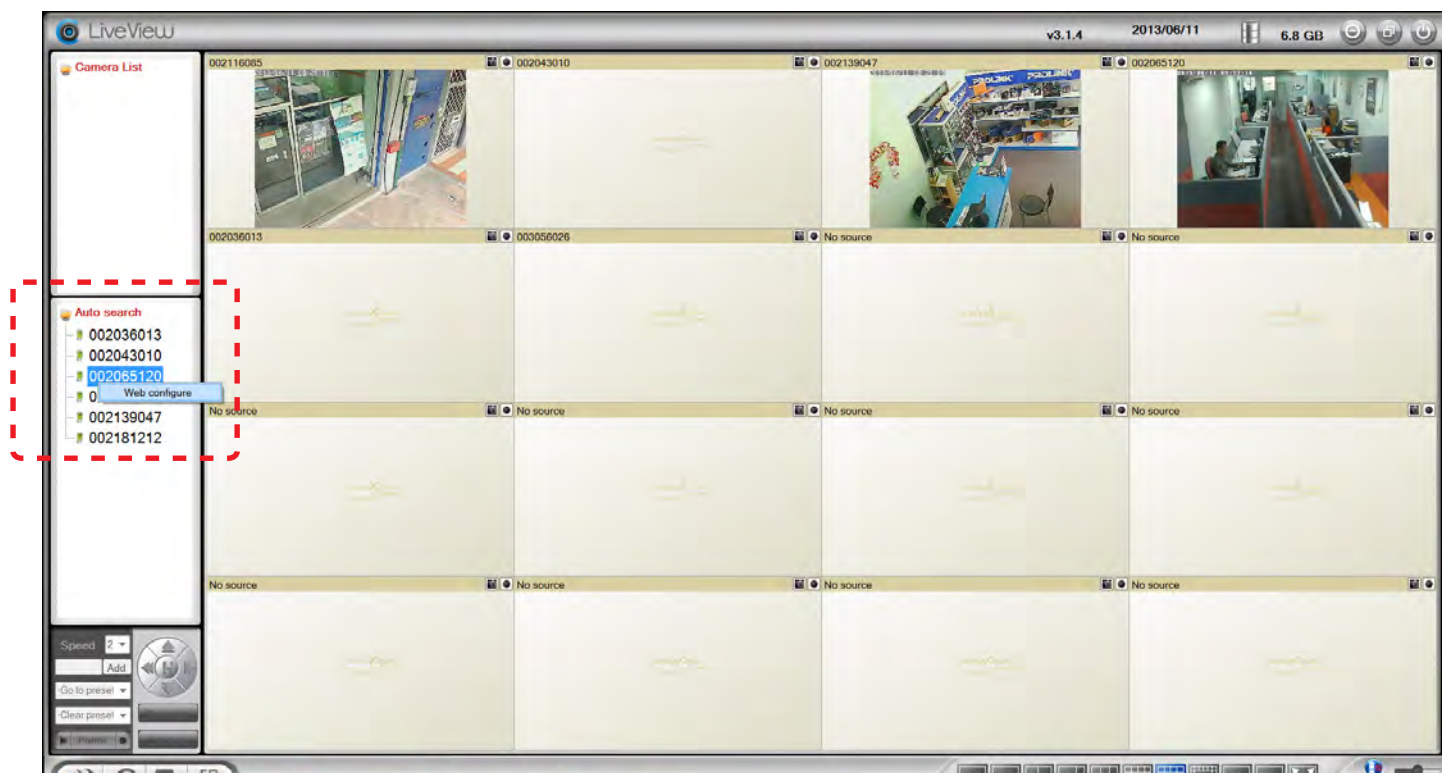 LiveView
v3.1.4 2013/06/11 6.8 GB
Camera List
002116085 002043010 002139047 002065120
PROLINK PROLINK
002036013 003056026 No source No source
Auto search
002036013
002043010
002065120
Web configure
0
002139047
002181212
No source No source No source No source
No source No source No source No source
Speed 2
Add
Go to preset
Clear preset